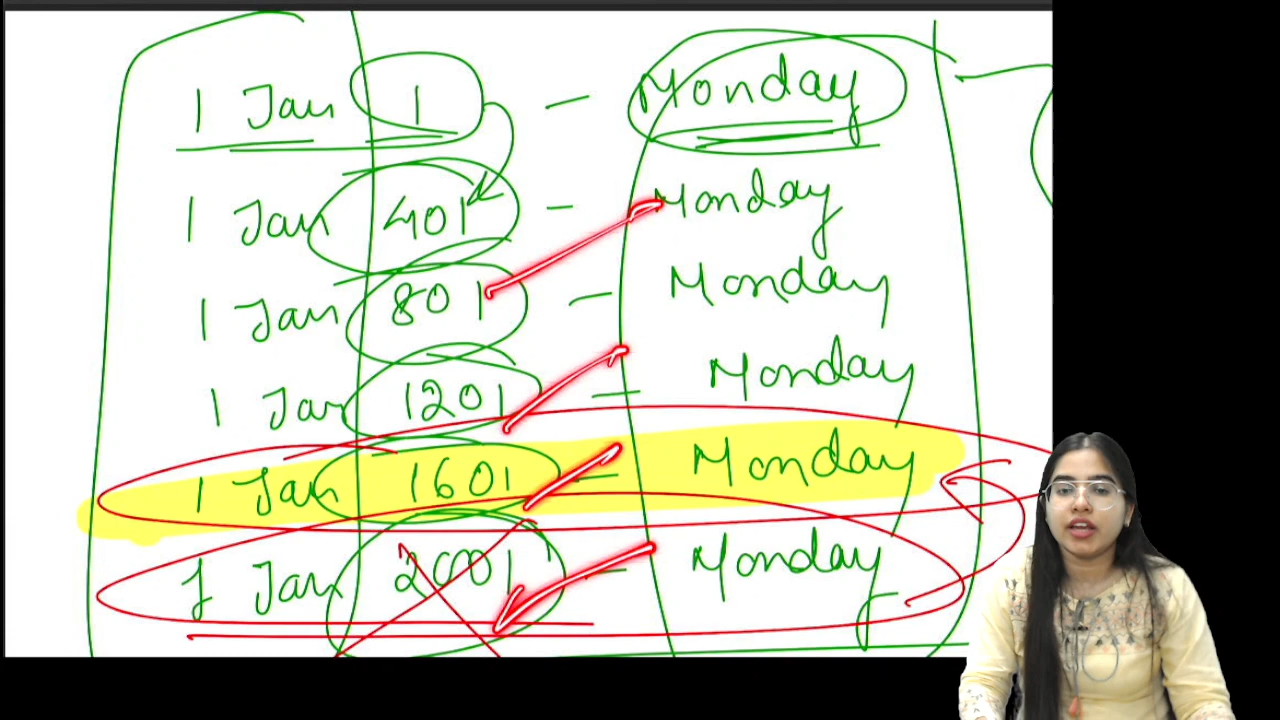 1 Jan 1 - Monday
1 Jan 401 - Monday
1 Jan 801 - Monday
1 Jan 1201 - Monday
1 Jan 1601 - Monday
1 Jan 2001 - Monday